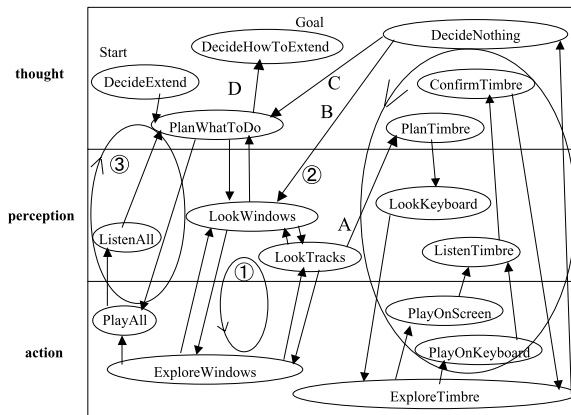 Goal
DecideHowToExtend
DecideNothing
Start
thought
DecideExtend
D
C
ConfirmTimbre
B
PlanWhatToDo
PlanTimbre
③
②
perception
LookWindows
LookKeyboard
A
ListenAll
LookTracks
ListenTimbre
①
PlayAll
PlayOnScreen
action
PlayOnKeyboard
ExploreWindows
ExploreTimbre